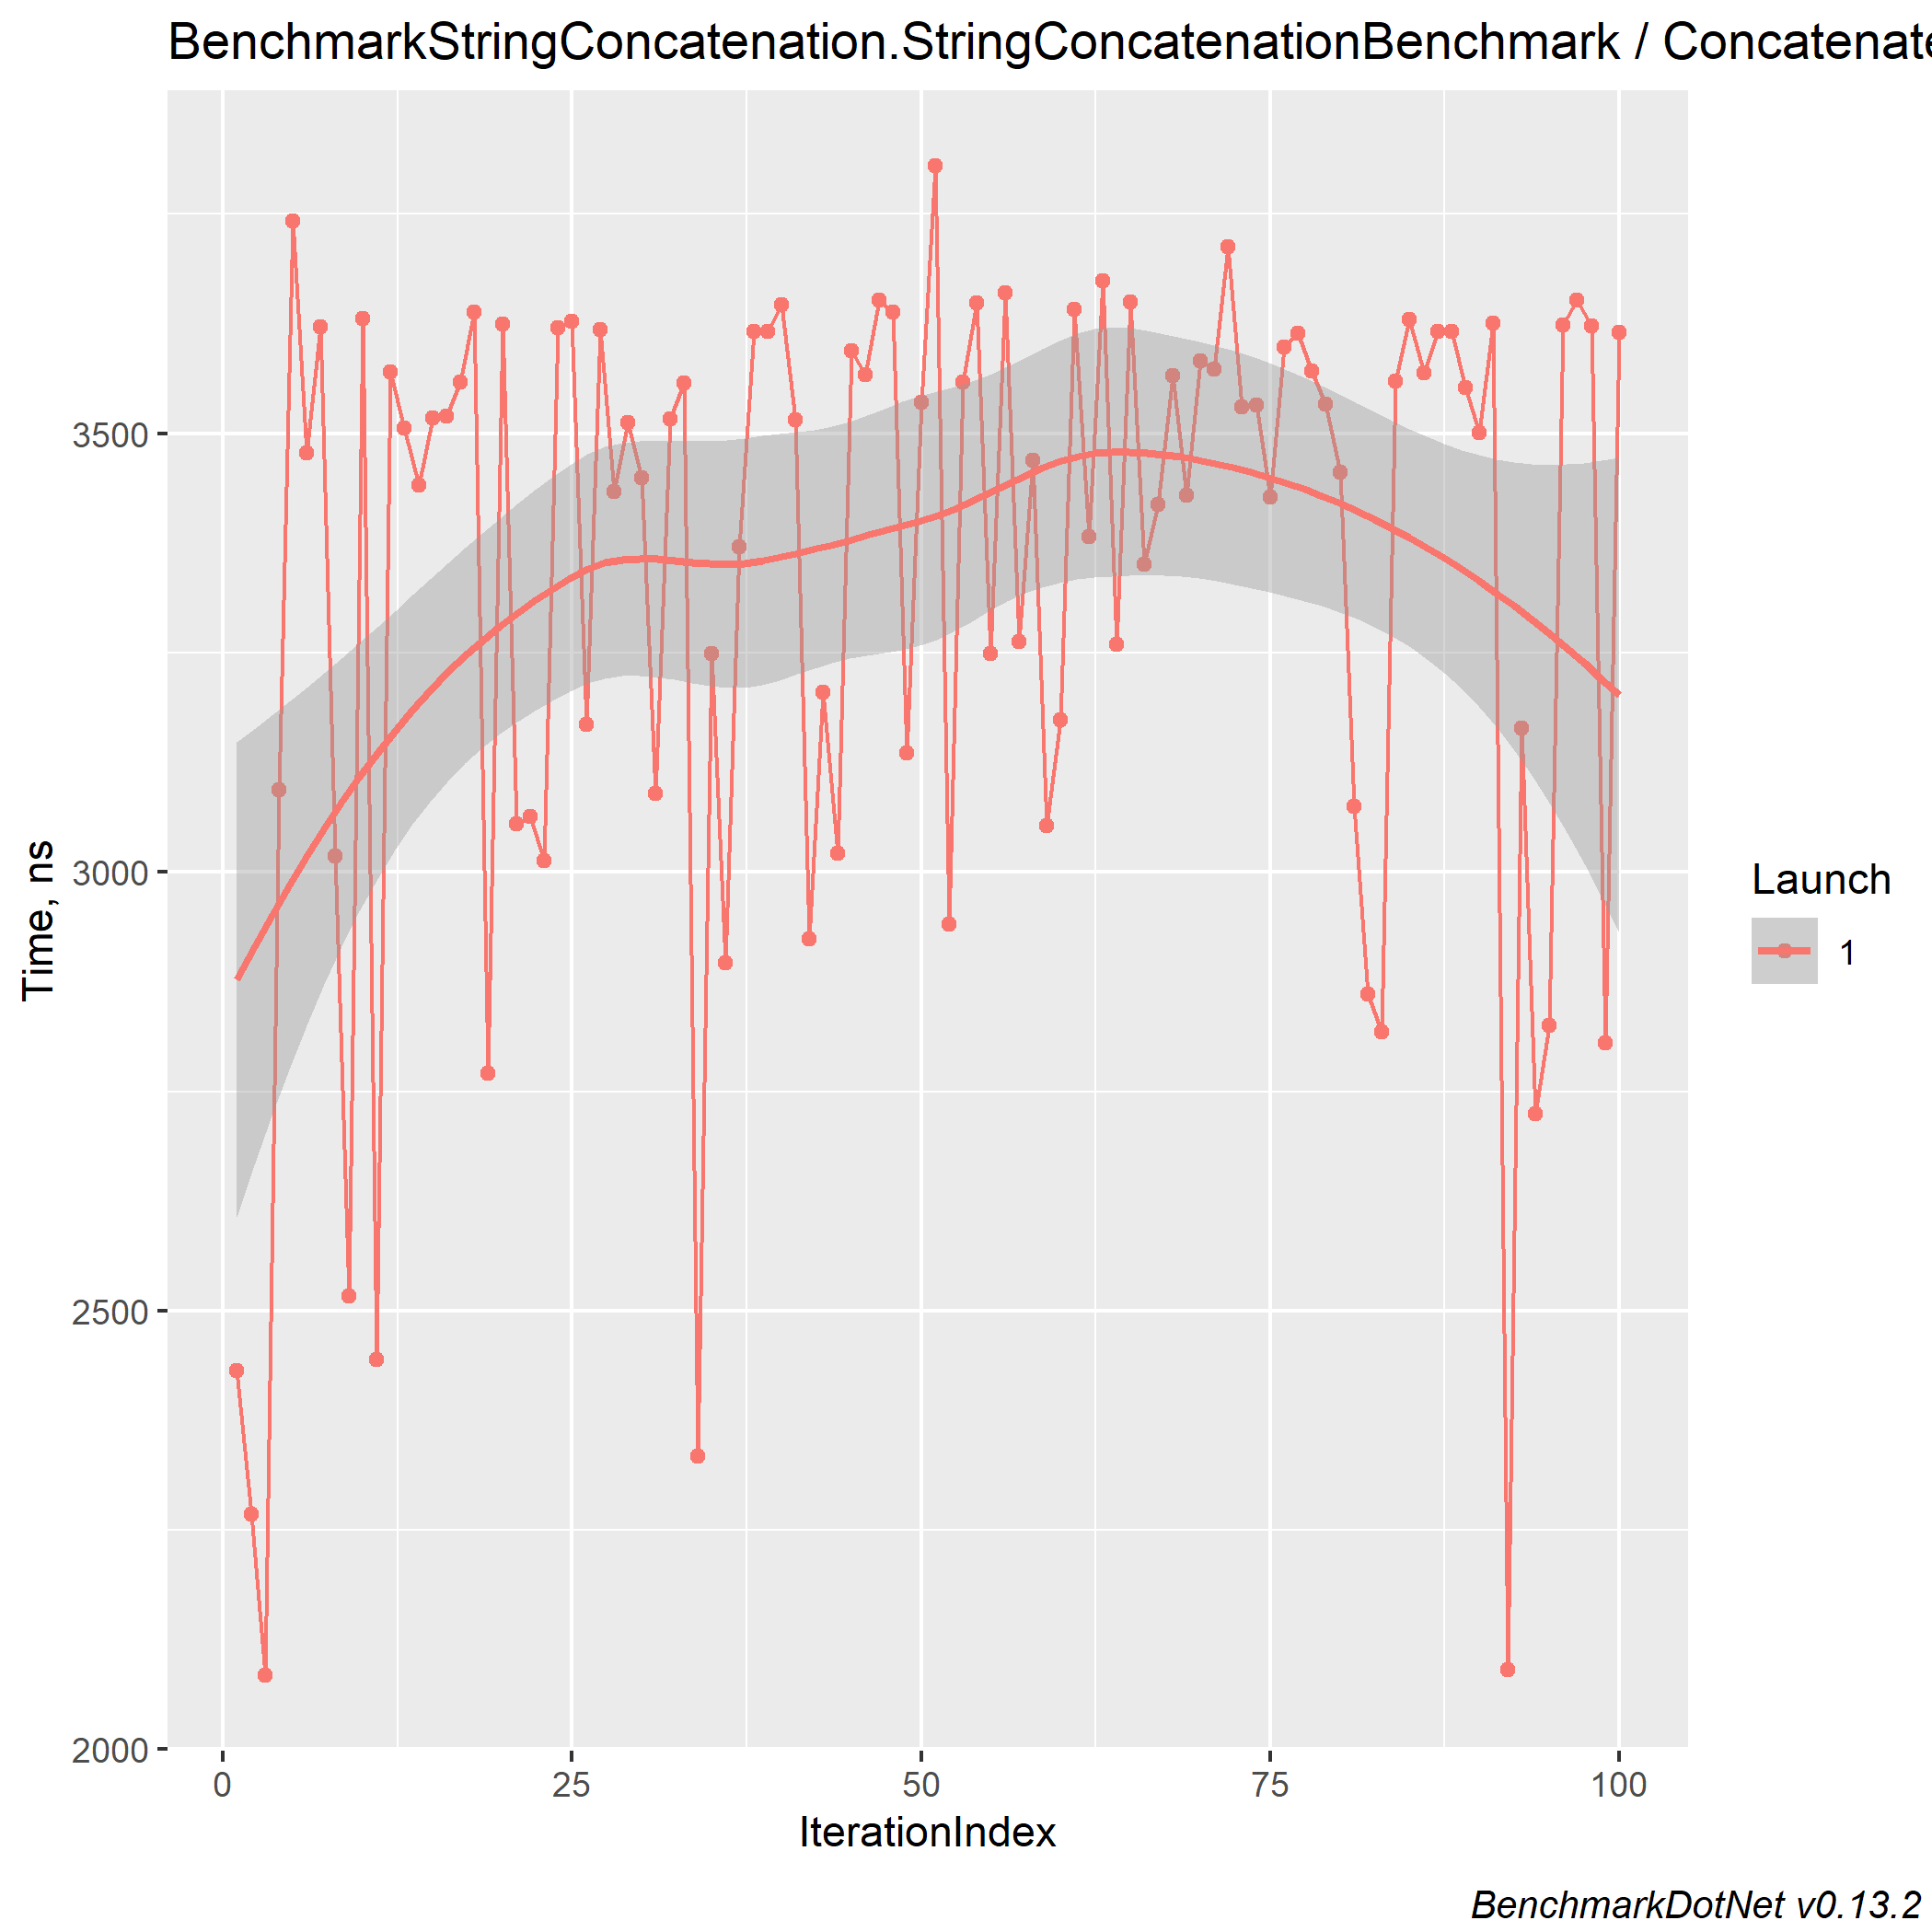 BenchmarkStringConcatenation.StringConcatenationBenchmark / Concatenate
Time, ns
3500
3000
2500
2000
0 25 50 75 100
IterationIndex
Launch
1
BenchmarkDotNet v0.13.2